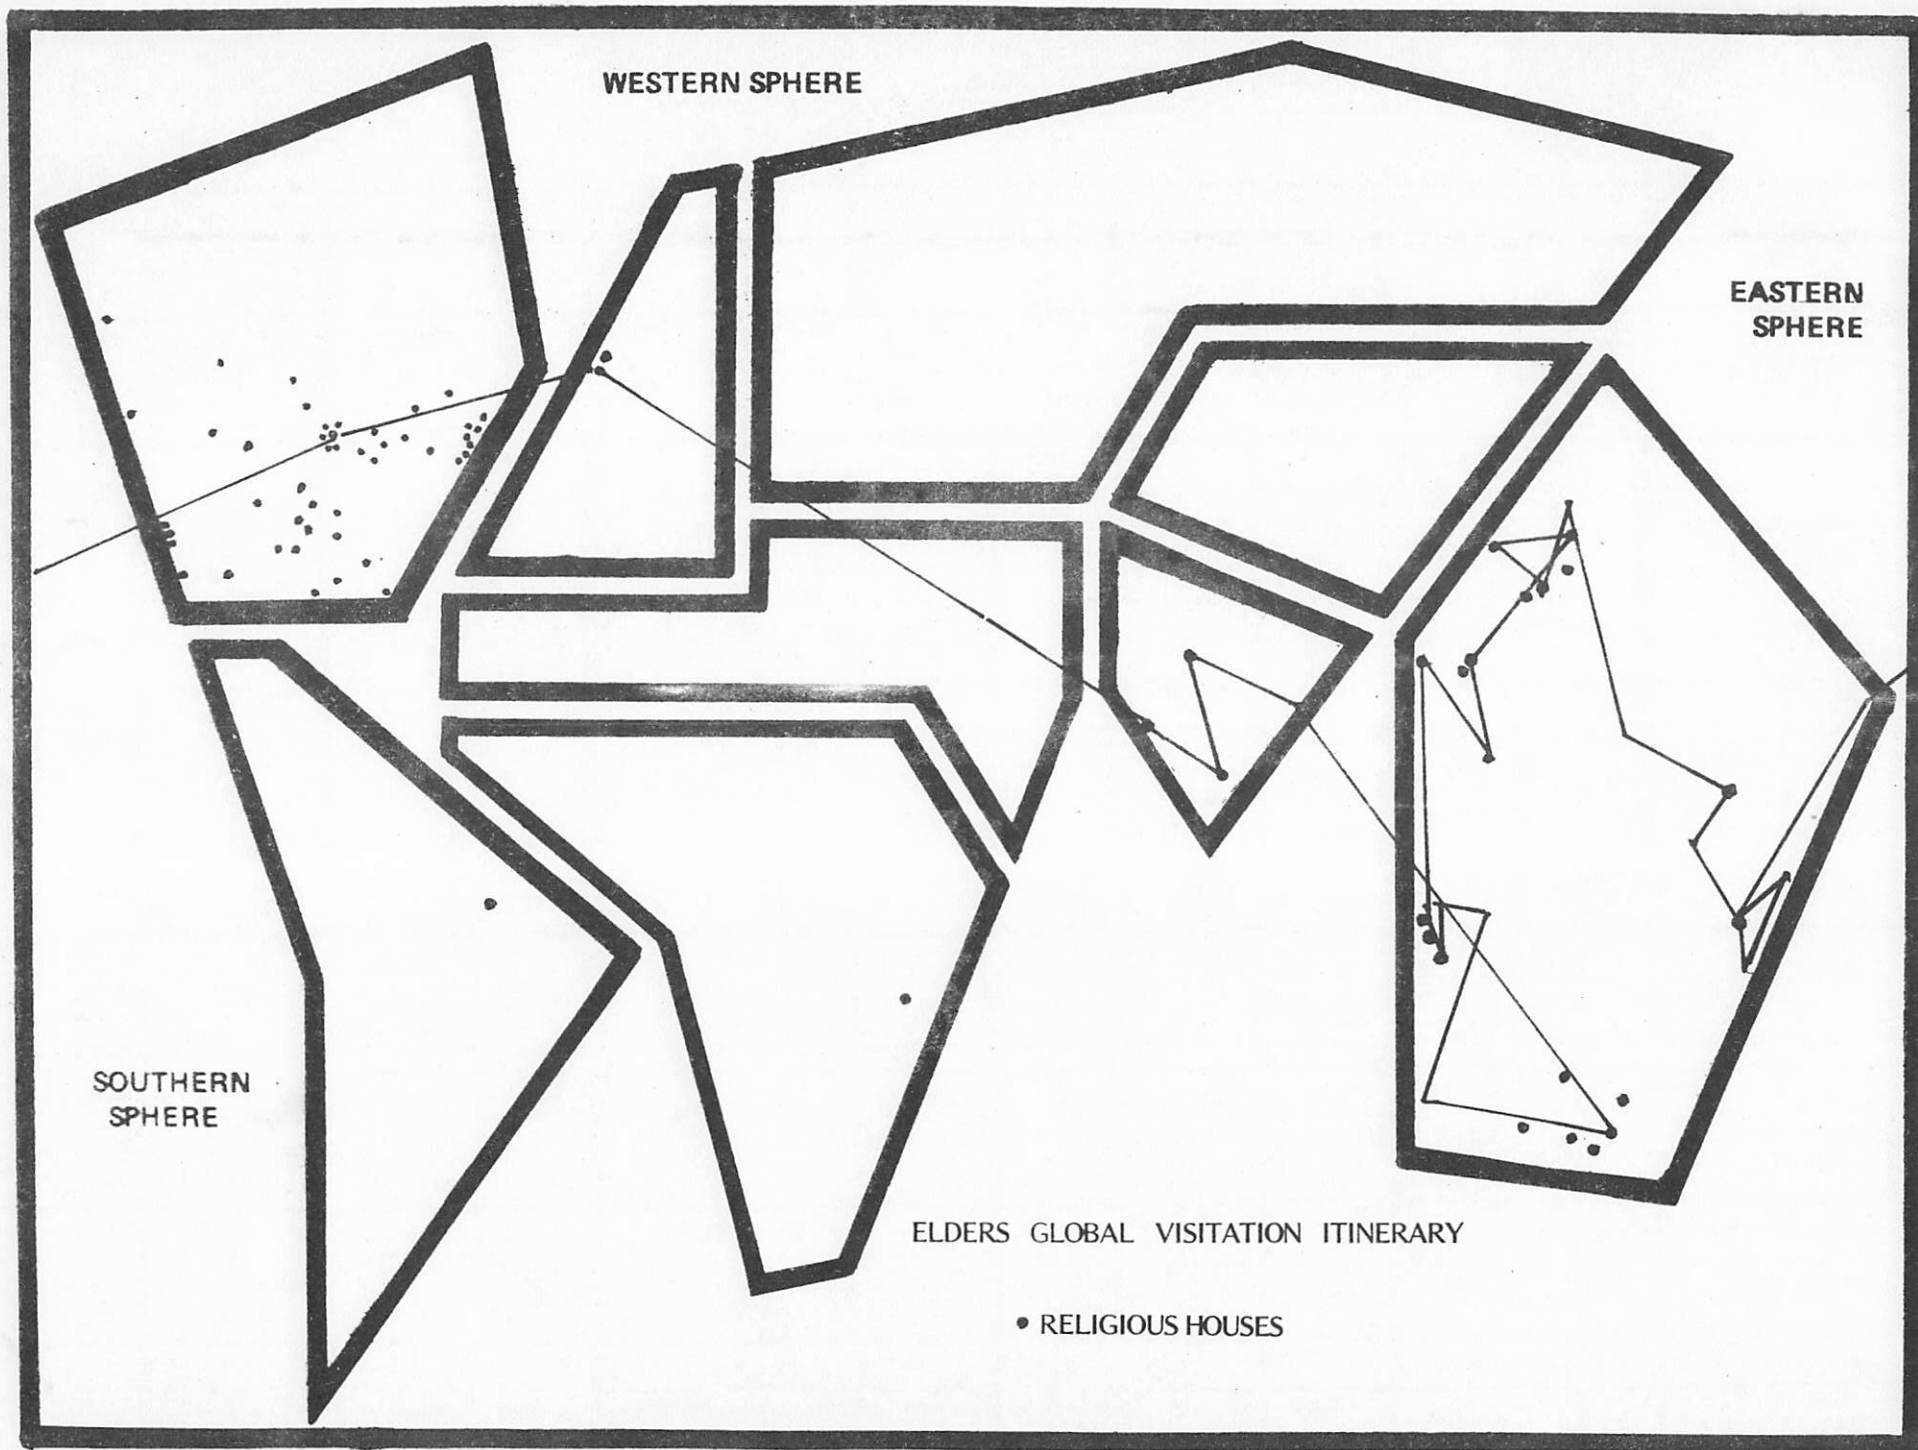 WESTERN SPHERE
EASTERN
SPHERE
SOUTHERN
SPHERE
ELDERS GLOBAL VISITATION ITINERARY
• RELIGIOUS HOUSES